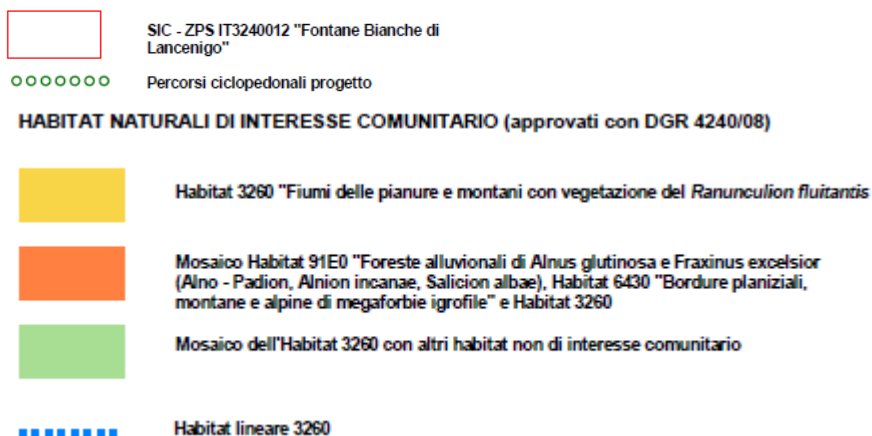 SIC - ZPS IT3240012 "Fontane Bianche di
Lancenigo"
Percorsi ciclopedonali progetto
HABITAT NATURALI DI INTERESSE COMUNITARIO (approvati con DGR 4240/08)
Habitat 3260 "Fiumi delle pianure e montani con vegetazione del Ranunculion fluitantis
Mosaico Habitat 91E0 "Foreste alluvionali di Alnus glutinosa e Fraxinus excelsior
(Alno - Padion, Alnion incanae, Salicion albae), Habitat 6430 "Bordure planiziali,
montane e alpine di megaforbie igrofile" e Habitat 3260
Mosaico dell'Habitat 3260 con altri habitat non di interesse comunitario
Habitat lineare 3260